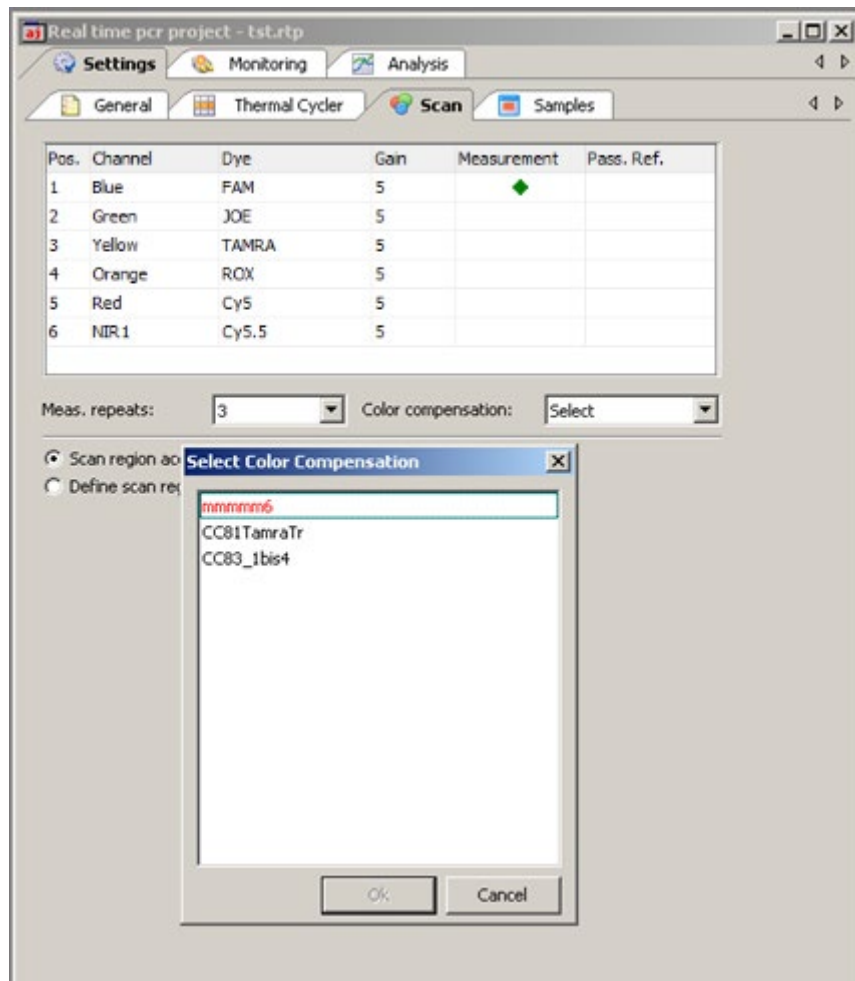 aj Real time pcr project - tst.rtp
Settings Monitoring Analysis
General Thermal Cycler Scan Samples
Pos. Channel Dye Gain Measurement Pass. Ref.
1 Blue FAM 5
2 Green JOE 5
3 Yellow TAMRA 5
4 Orange ROX 5
5 Red Cy5 5
6 NIR1 Cy5.5 5
Meas. repeats: 3 Color compensation: Select
Scan region
Select Color Compensation
Define scan
mmmmm6
CC81TamraTr
CC83_1bis4
Ok Cancel